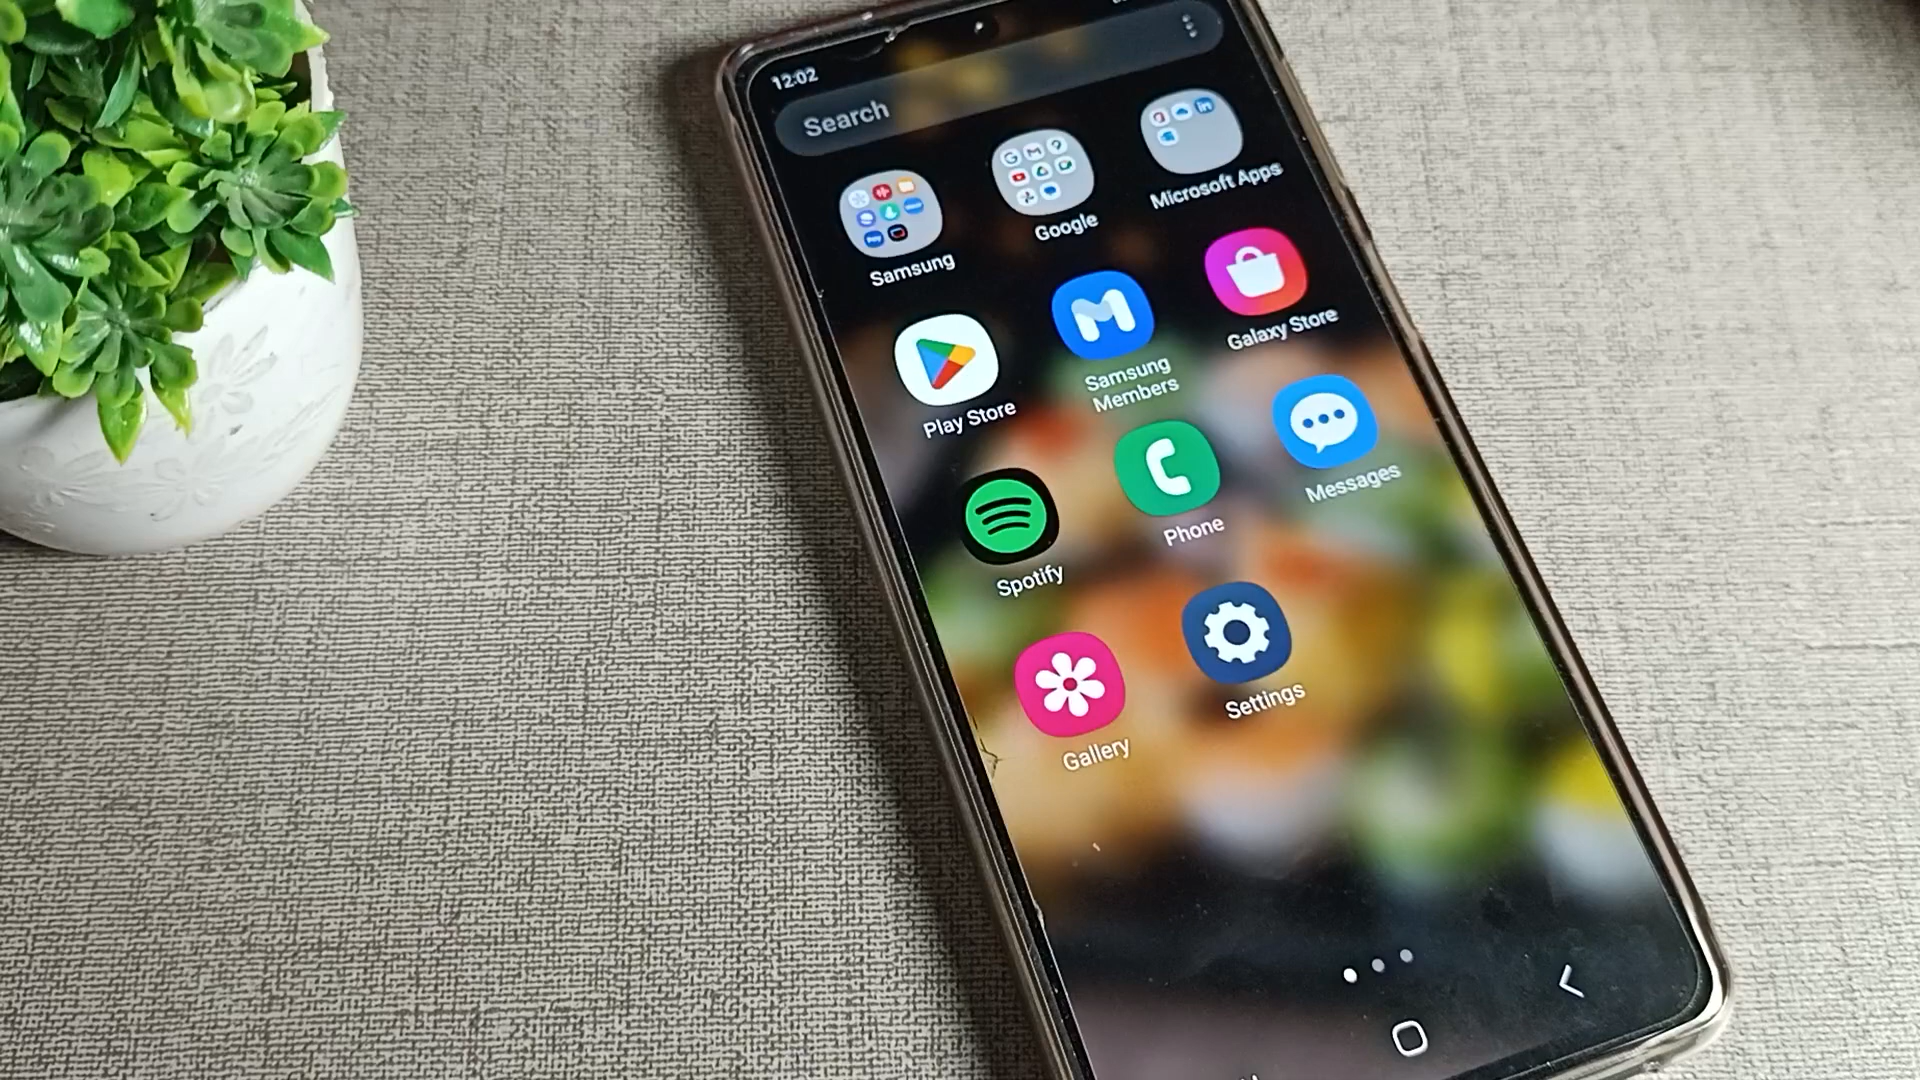 12:02
Search
Samsung
Google
Microsoft Apps
Play Store
Samsung
Members
Galaxy Store
Spotify
Phone
Messages
Gallery
Settings